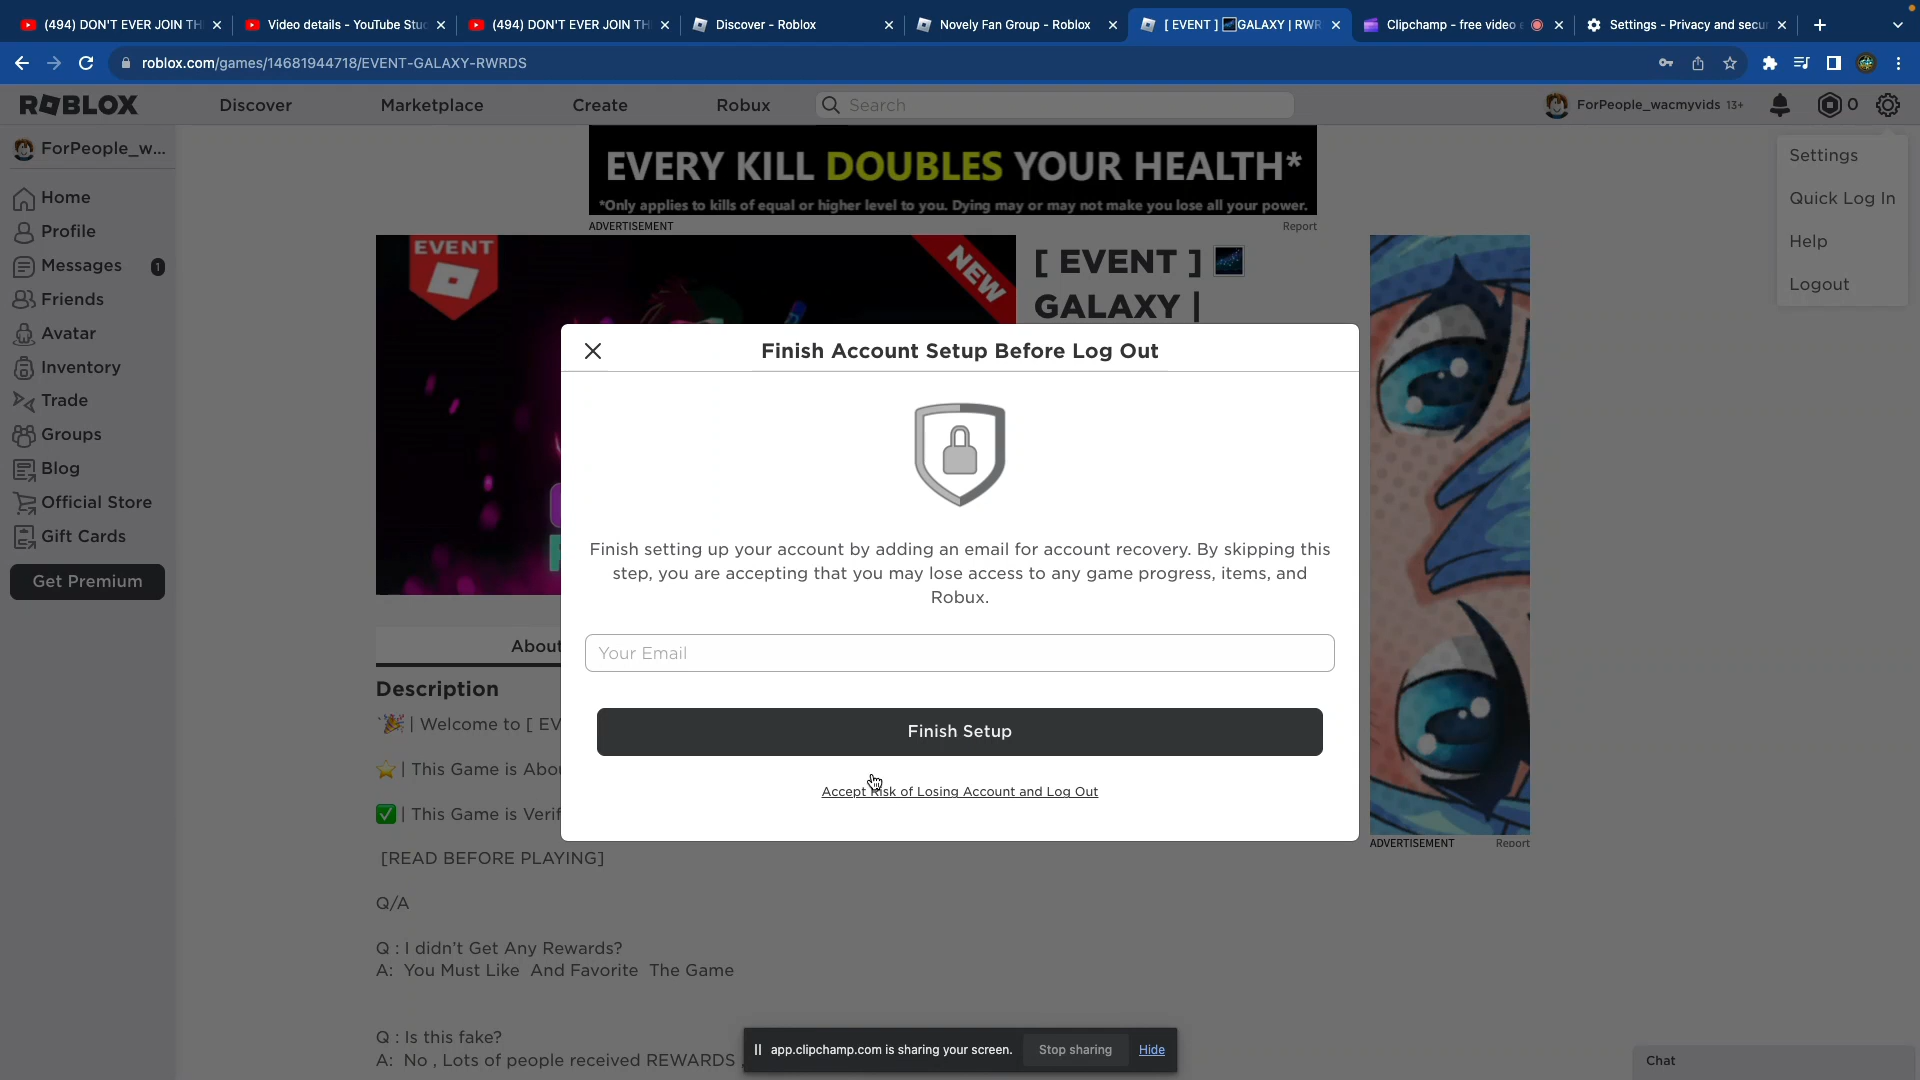 (494) DON'T EVER JOIN TH
Video details - YouTube Stu
(494) DON'T EVER JOIN TH
Discover - Roblox
Novely Fan Group - Roblox
[ EVENT ] 🌌GALAXY | RWR
Clipchamp - free video e
Settings - Privacy and secu
roblox.com/games/14681944718/EVENT-GALAXY-RWRDS
ROBLOX
Discover
Marketplace
Create
Robux
Search
ForPeople_wacmyvids 13+
0
ForPeople_w...
Home
Profile
Messages 1
Friends
Avatar
Inventory
Trade
Groups
Blog
Official Store
Gift Cards
Get Premium
Settings
Quick Log In
Help
Logout
EVERY KILL DOUBLES YOUR HEALTH*
*Only applies to kills of equal or higher level to you. Dying may or may not make you lose all your power.
ADVERTISEMENT
Report
EVENT
NEW
[ EVENT ] 🌌
GALAXY |
Finish Account Setup Before Log Out
Finish setting up your account by adding an email for account recovery. By skipping this
step, you are accepting that you may lose access to any game progress, items, and
Robux.
Your Email
Finish Setup
Accept Risk of Losing Account and Log Out
About
Description
`🎉 | Welcome to [ EV
⭐ | This Game is Abou
✅ | This Game is Verif
[READ BEFORE PLAYING]
Q/A
Q : I didn't Get Any Rewards?
A: You Must Like And Favorite The Game
Q : Is this fake?
A: No , Lots of people received REWARDS
ADVERTISEMENT
Report
app.clipchamp.com is sharing your screen.
Stop sharing
Hide
Chat